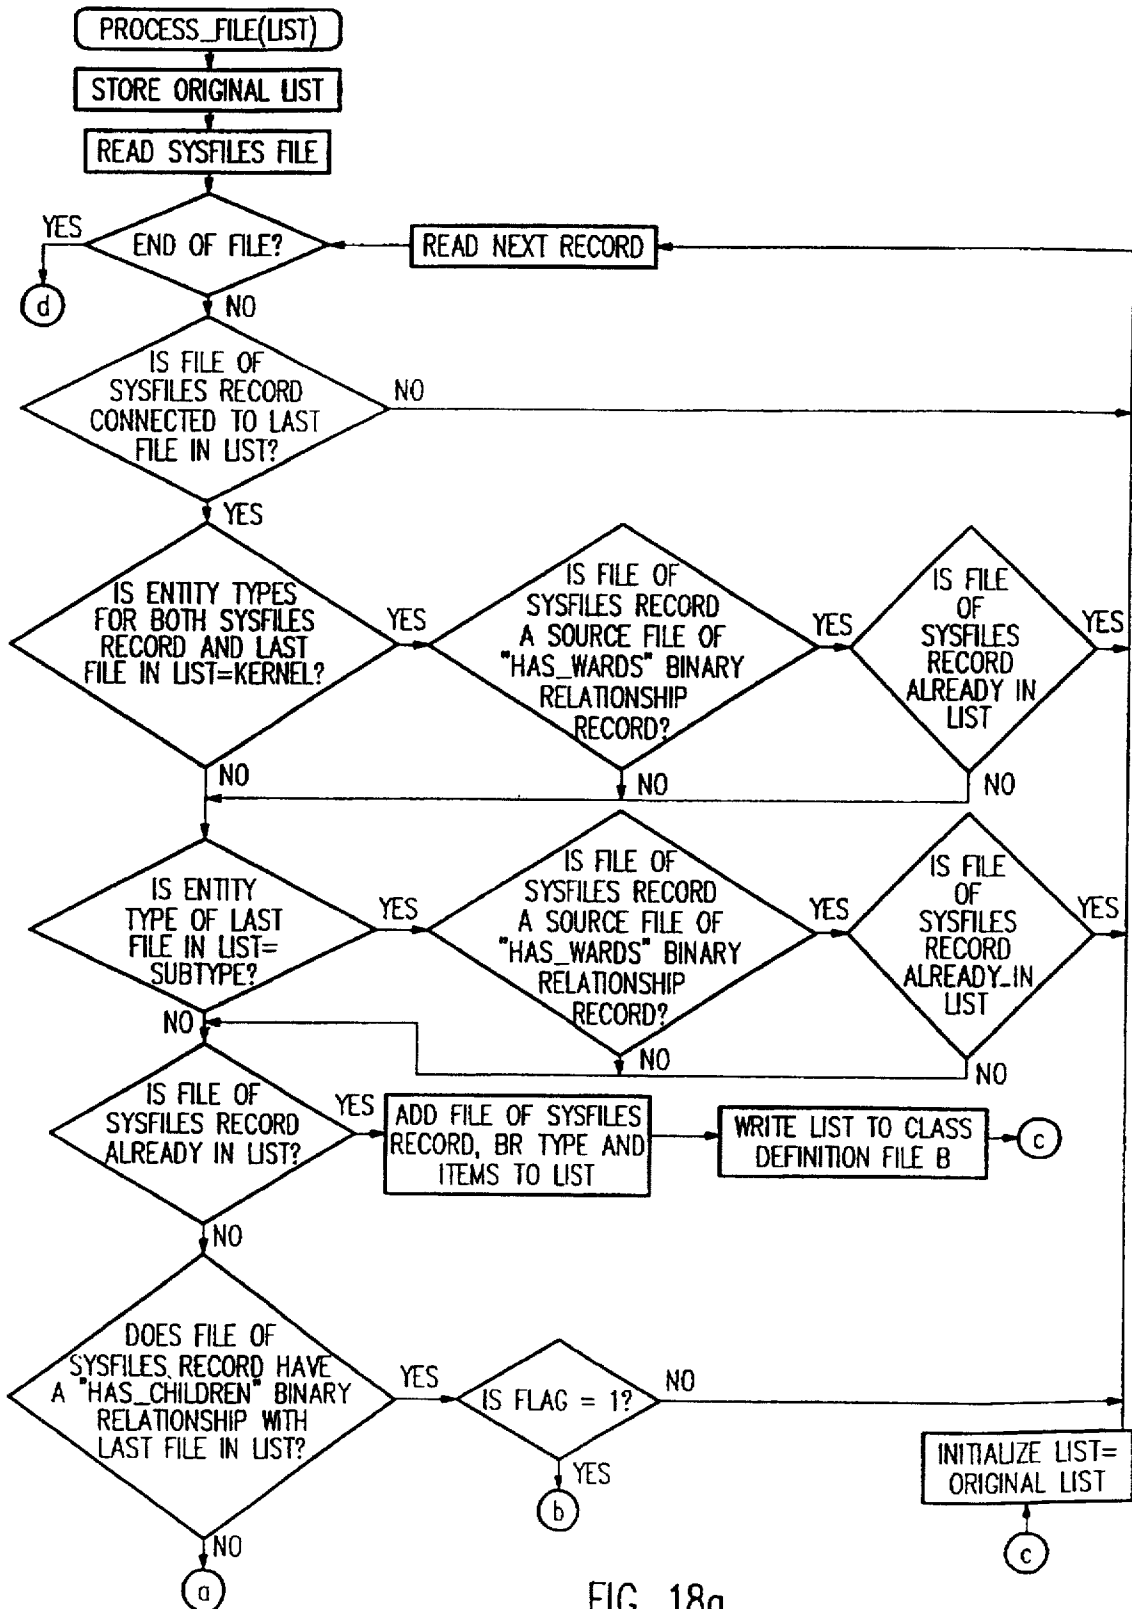 PROCESS_FILE(LIST)
STORE ORIGINAL LIST
READ SYSFILES FILE
YES
END OF FILE?
READ NEXT RECORD
d
NO
IS FILE OF
SYSFILES RECORD
CONNECTED TO LAST
FILE IN LIST?
NO
YES
IS ENTITY TYPES
FOR BOTH SYSFILES
RECORD AND LAST
FILE IN LIST=KERNEL?
YES
IS FILE OF
SYSFILES RECORD
A SOURCE FILE OF
"HAS_WARDS" BINARY
RELATIONSHIP
RECORD?
YES
IS FILE
OF
SYSFILES
RECORD
ALREADY IN
LIST
YES
NO
NO
NO
IS ENTITY
TYPE OF LAST
FILE IN LIST=
SUBTYPE?
YES
IS FILE OF
SYSFILES RECORD
A SOURCE FILE OF
"HAS_WARDS" BINARY
RELATIONSHIP
RECORD?
YES
IS FILE
OF
SYSFILES
RECORD
ALREADY_IN
LIST
YES
NO
NO
NO
IS FILE OF
SYSFILES RECORD
ALREADY IN LIST?
YES
ADD FILE OF SYSFILES
RECORD, BR TYPE AND
ITEMS TO LIST
WRITE LIST TO CLASS
DEFINITION FILE B
c
NO
DOES FILE OF
SYSFILES RECORD HAVE
A "HAS_CHILDREN" BINARY
RELATIONSHIP WITH
LAST FILE IN LIST?
YES
IS FLAG = 1?
NO
YES
b
INITIALIZE LIST=
ORIGINAL LIST
c
NO
a
FIG. 18a